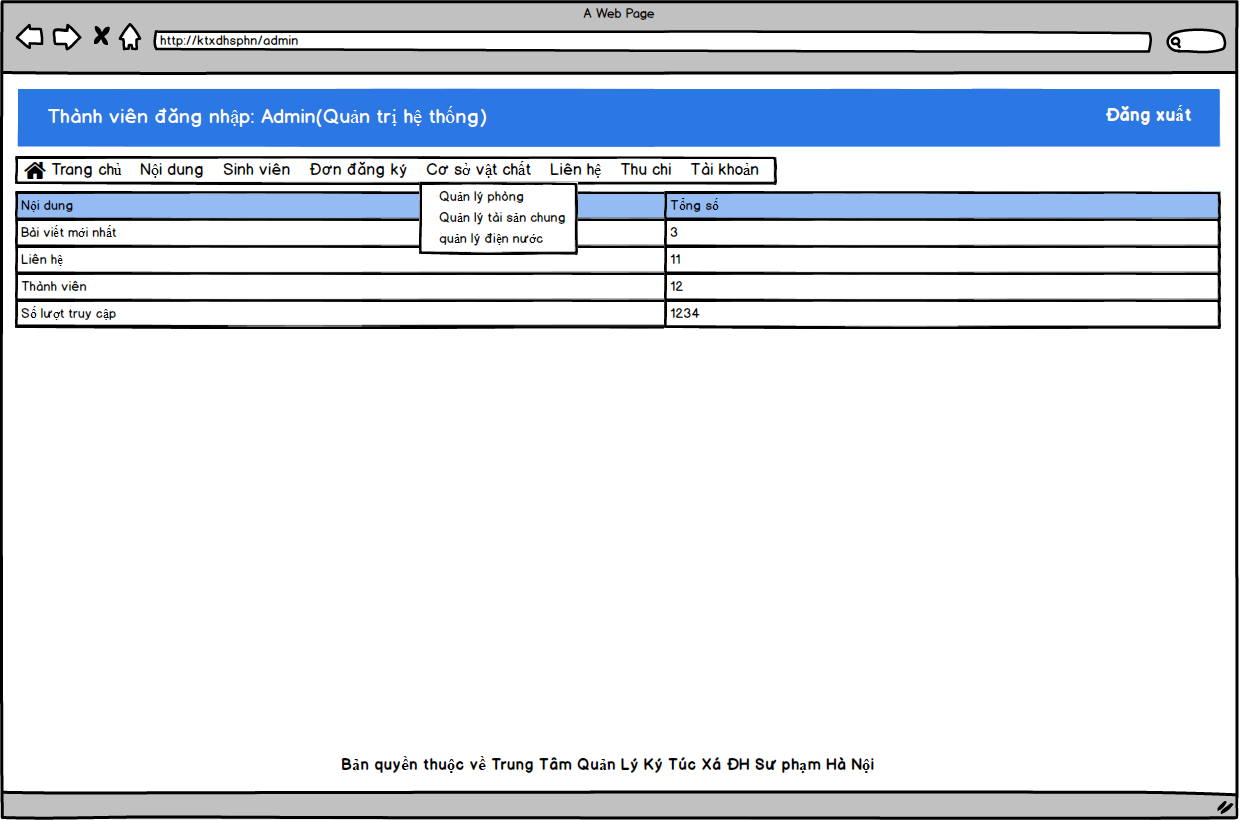 A Web Page
http://ktxdhsphn/admin
Thành viên đăng nhập: Admin(Quản trị hệ thống)
Đăng xuất
Trang chủ Nội dung Sinh viên Đơn đăng ký Cơ sở vật chất Liên hệ Thu chi Tài khoản
Quản lý phòng
Quản lý tài sản chung
quản lý điện nước
Nội dung Tổng số
Bài viết mới nhất 3
Liên hệ 11
Thành viên 12
Số lượt truy cập 1234
Bản quyền thuộc về Trung Tâm Quản Lý Ký Túc Xá ĐH Sư phạm Hà Nội